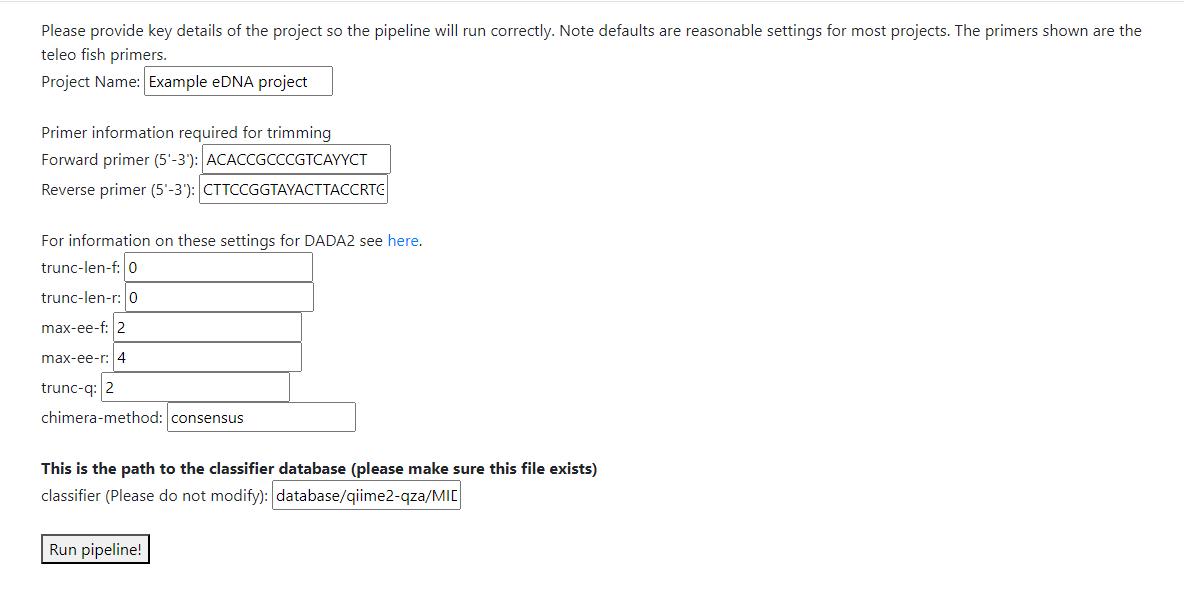 Please provide key details of the project so the pipeline will run correctly. Note defaults are reasonable settings for most projects. The primers shown are the
teleo fish primers.
Project Name: Example eDNA project
Primer information required for trimming
Forward primer (5'-3'): ACACCGCCCGTCAYYCT
Reverse primer (5'-3'): CTTCCGGTAYACTTACCRTG
For information on these settings for DADA2 see here.
trunc-len-f: 0
trunc-len-r: 0
max-ee-f: 2
max-ee-r: 4
trunc-q: 2
chimera-method: consensus
This is the path to the classifier database (please make sure this file exists)
classifier (Please do not modify): database/qiime2-qza/MID
Run pipeline!